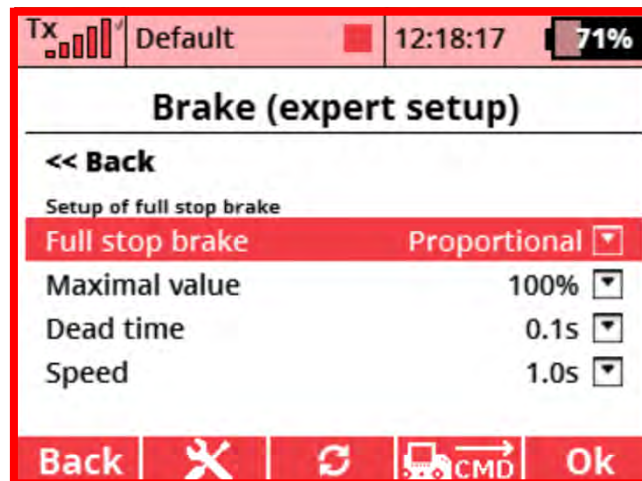 Tx Default 12:18:17 71%
Brake (expert setup)
<< Back
Setup of full stop brake
Full stop brake Proportional
Maximal value 100%
Dead time 0.1s
Speed 1.0s
Back CMD Ok